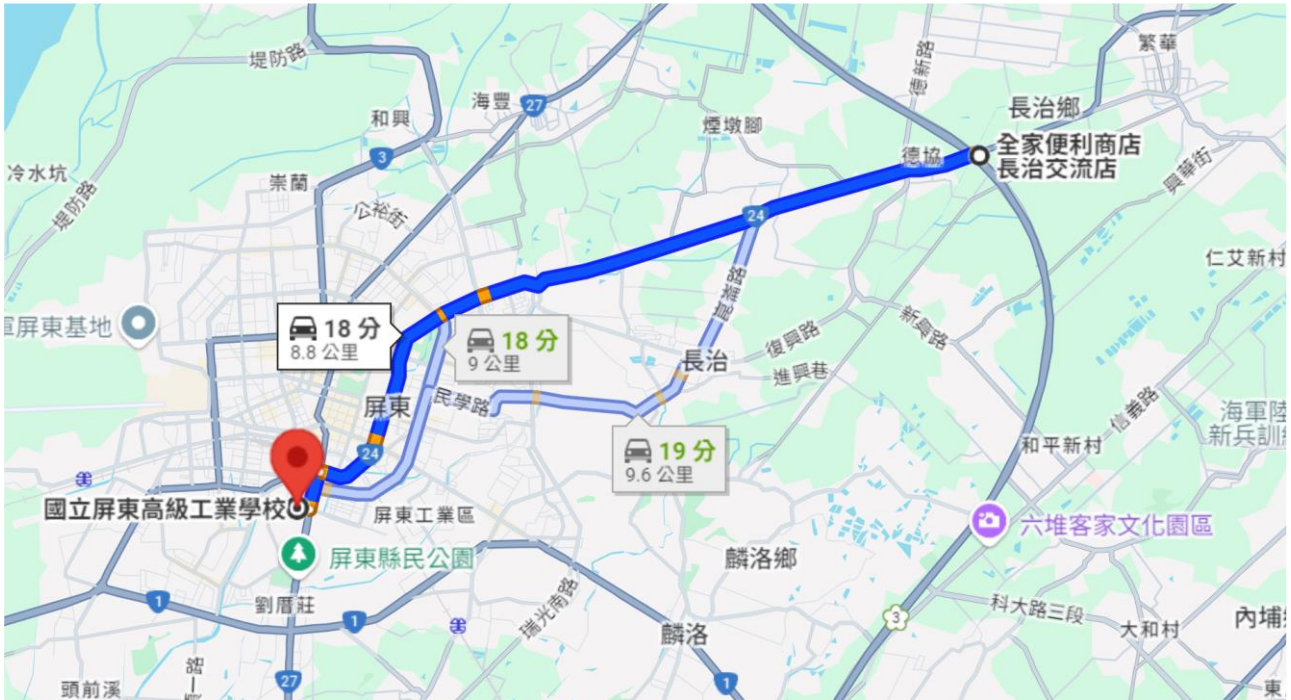 堤防路
海豐
27
和興
3
冷水坑
堤防路
崇蘭
公裕街
煙墩腳
德新路
繁華
長治鄉
德協
全家便利商店
長治交流店
興華街
24
仁艾新村
屏東基地
18 分
8.8 公里
18 分
9 公里
長治
復興路
進興巷
屏東
民學路
19 分
9.6 公里
信義路
海軍陸
新兵訓
和平新村
24
國立屏東高級工業學校
屏東工業區
六堆客家文化園區
屏東縣民公園
麟洛鄉
1
劉厝莊
1
瑞光南路
麟洛
3
科大路三段
大和村
內埔
頭前溪
27
1
東